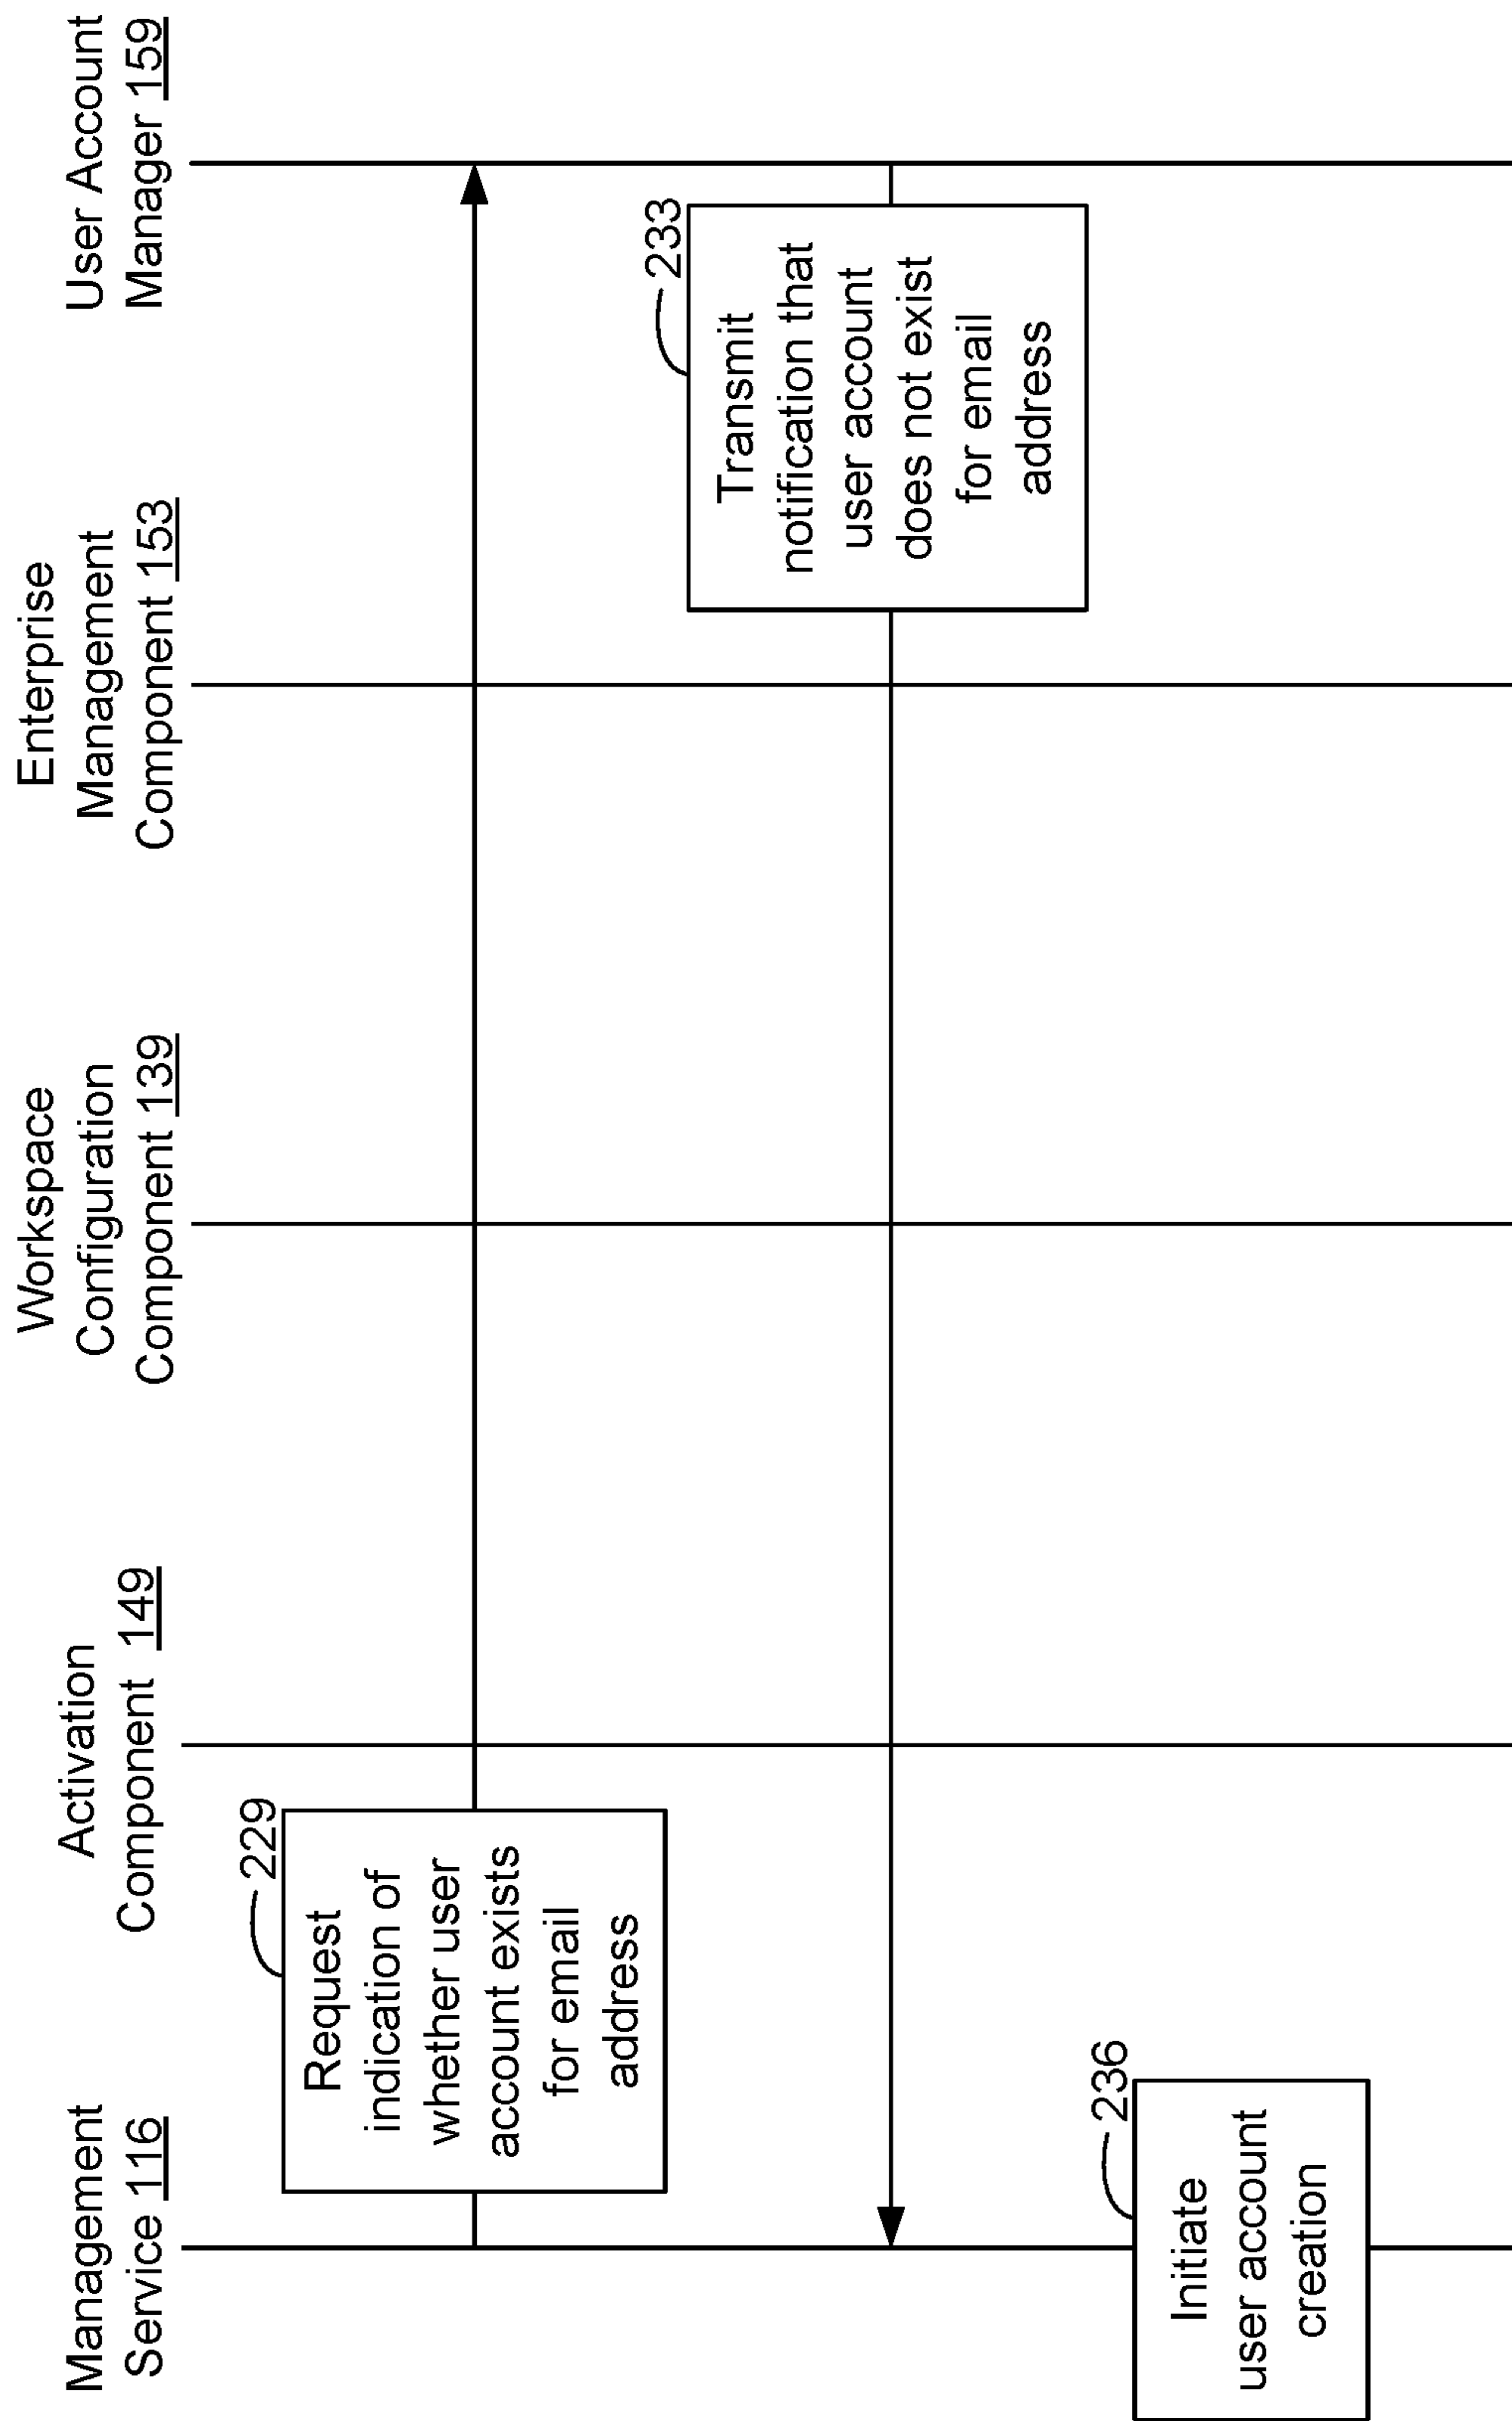 Management
Service 116
Activation
Component 149
Workspace
Configuration
Component 139
Enterprise
Management
Component 153
User Account
Manager 159
229
Request
indication of
whether user
account exists
for email
address
233
Transmit
notification that
user account
does not exist
for email
address
236
Initiate
user account
creation